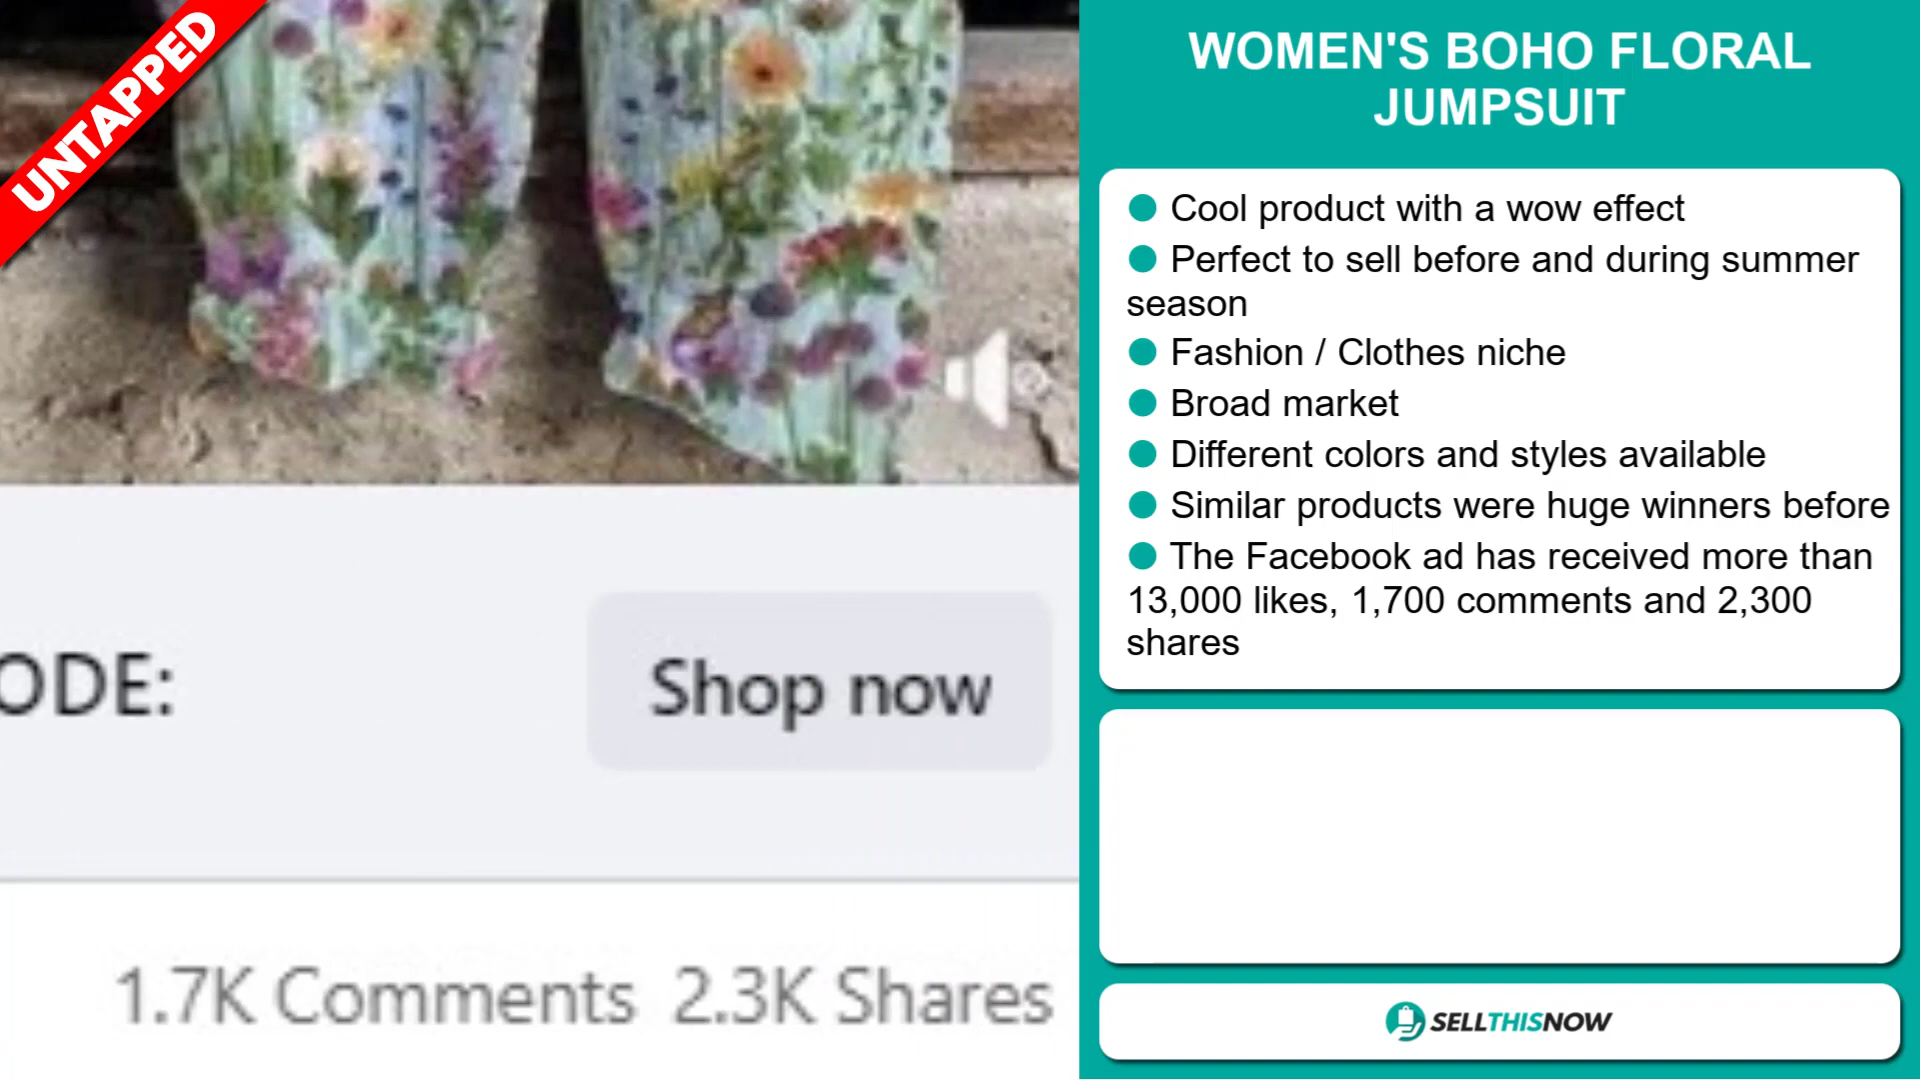 UNTAPPED
ODE:
Shop now
1.7K Comments 2.3K Shares
WOMEN'S BOHO FLORAL
JUMPSUIT
● Cool product with a wow effect
● Perfect to sell before and during summer
season
● Fashion / Clothes niche
● Broad market
● Different colors and styles available
● Similar products were huge winners before
● The Facebook ad has received more than
13,000 likes, 1,700 comments and 2,300
shares
SELLTHISNOW